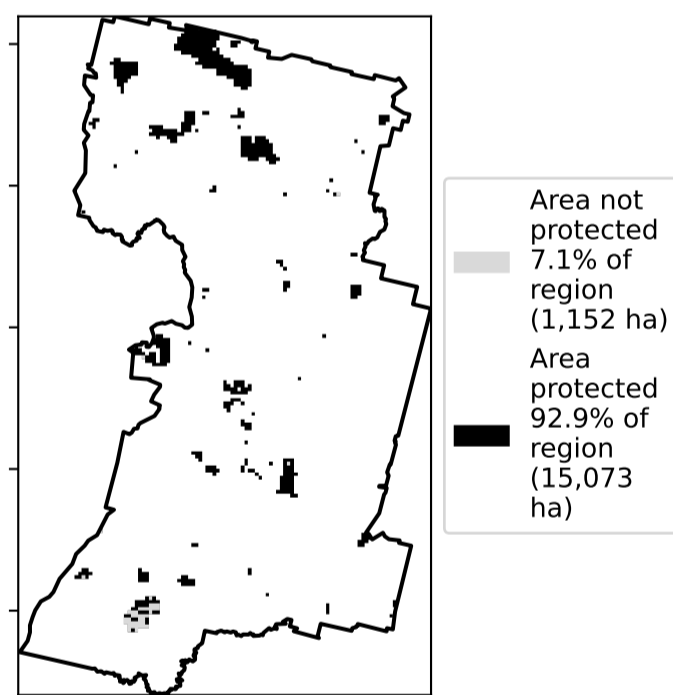 Area not
protected
7.1% of
region
(1,152 ha)
Area
protected
92.9% of
region
(15,073
ha)